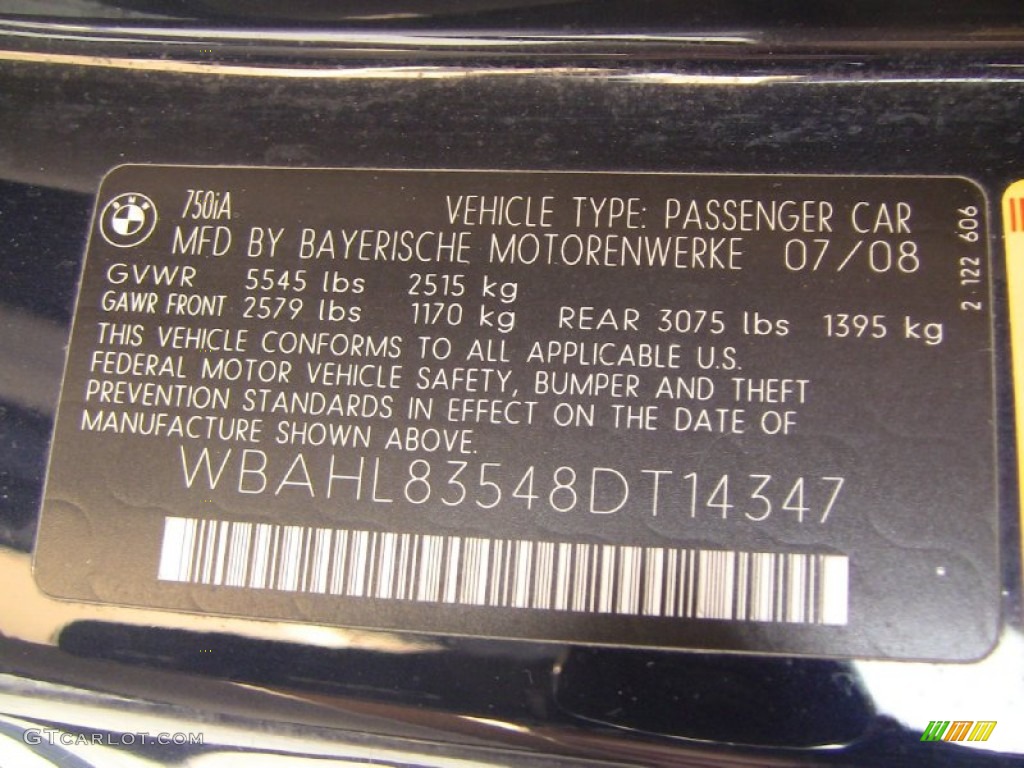 BMW
750iA
VEHICLE TYPE: PASSENGER CAR
MFD BY BAYERISCHE MOTORENWERKE 07/08
GVWR 5545 lbs 2515 kg
GAWR FRONT 2579 lbs 1170 kg REAR 3075 lbs 1395 kg
THIS VEHICLE CONFORMS TO ALL APPLICABLE U.S.
FEDERAL MOTOR VEHICLE SAFETY, BUMPER AND THEFT
PREVENTION STANDARDS IN EFFECT ON THE DATE OF
MANUFACTURE SHOWN ABOVE.
WBAHL83548DT14347
2 122 606
GTCarLot.com